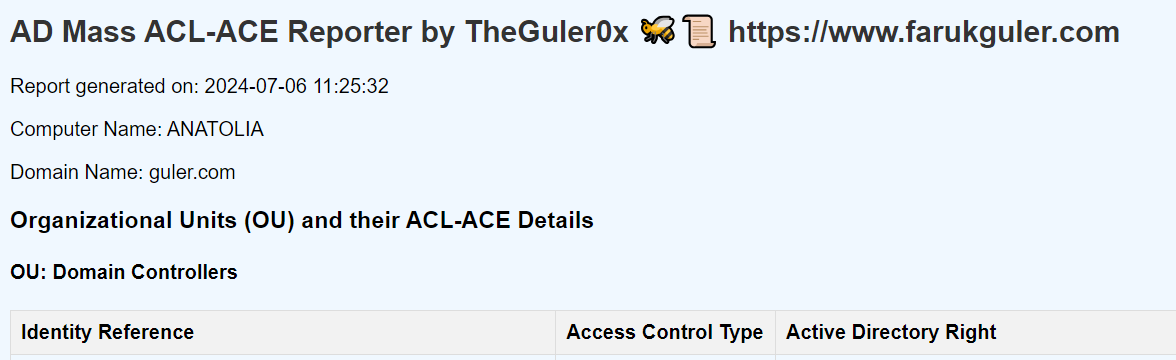 AD Mass ACL-ACE Reporter by TheGuler0x 🐝📜 https://www.farukguler.com
Report generated on: 2024-07-06 11:25:32
Computer Name: ANATOLIA
Domain Name: guler.com
Organizational Units (OU) and their ACL-ACE Details
OU: Domain Controllers
Identity Reference Access Control Type Active Directory Right